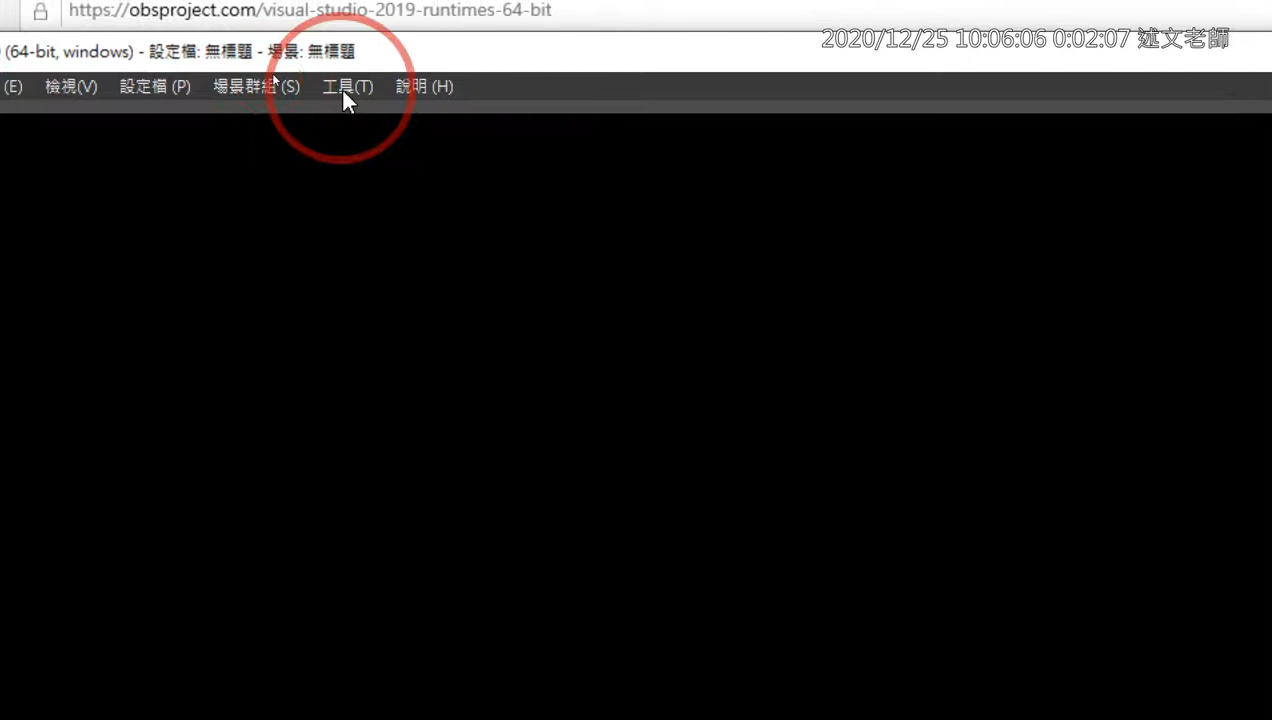 https://obsproject.com/visual-studio-2019-runtimes-64-bit
2020/12/25 10:06:06 0:02:07 述文老師
(64-bit, windows) - 設定檔: 無標題 - 場景: 無標題
(E) 檢視(V) 設定檔 (P) 場景群組(S) 工具(T) 說明 (H)